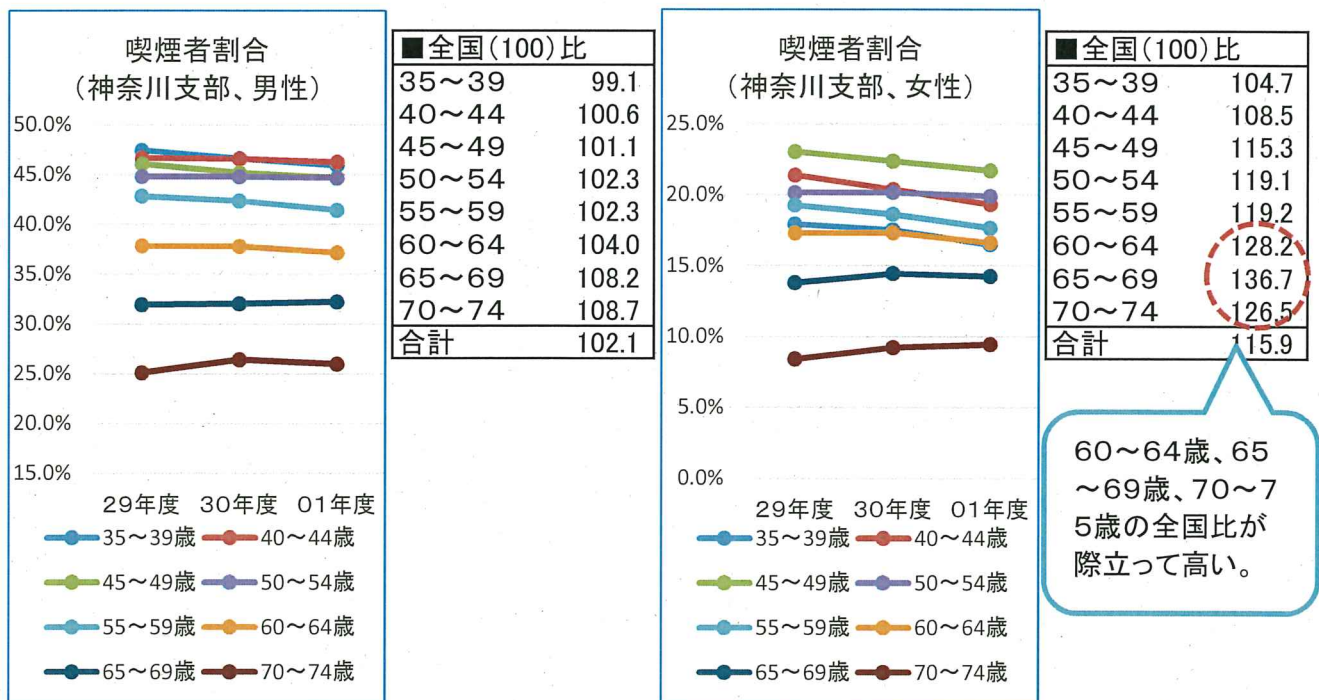 喫煙者割合
(神奈川支部、男性)
50.0%
45.0%
40.0%
35.0%
30.0%
25.0%
20.0%
15.0%
29年度 30年度 01年度
35～39歳 40～44歳
45～49歳 50～54歳
55～59歳 60～64歳
65～69歳 70～74歳
■全国(100)比
35～39 99.1
40～44 100.6
45～49 101.1
50～54 102.3
55～59 102.3
60～64 104.0
65～69 108.2
70～74 108.7
合計 102.1
喫煙者割合
(神奈川支部、女性)
25.0%
20.0%
15.0%
10.0%
5.0%
0.0%
29年度 30年度 01年度
35～39歳 40～44歳
45～49歳 50～54歳
55～59歳 60～64歳
65～69歳 70～74歳
■全国(100)比
35～39 104.7
40～44 108.5
45～49 115.3
50～54 119.1
55～59 119.2
60～64 128.2
65～69 136.7
70～74 126.5
合計 115.9
60～64歳、65
～69歳、70～7
5歳の全国比が
際立って高い。